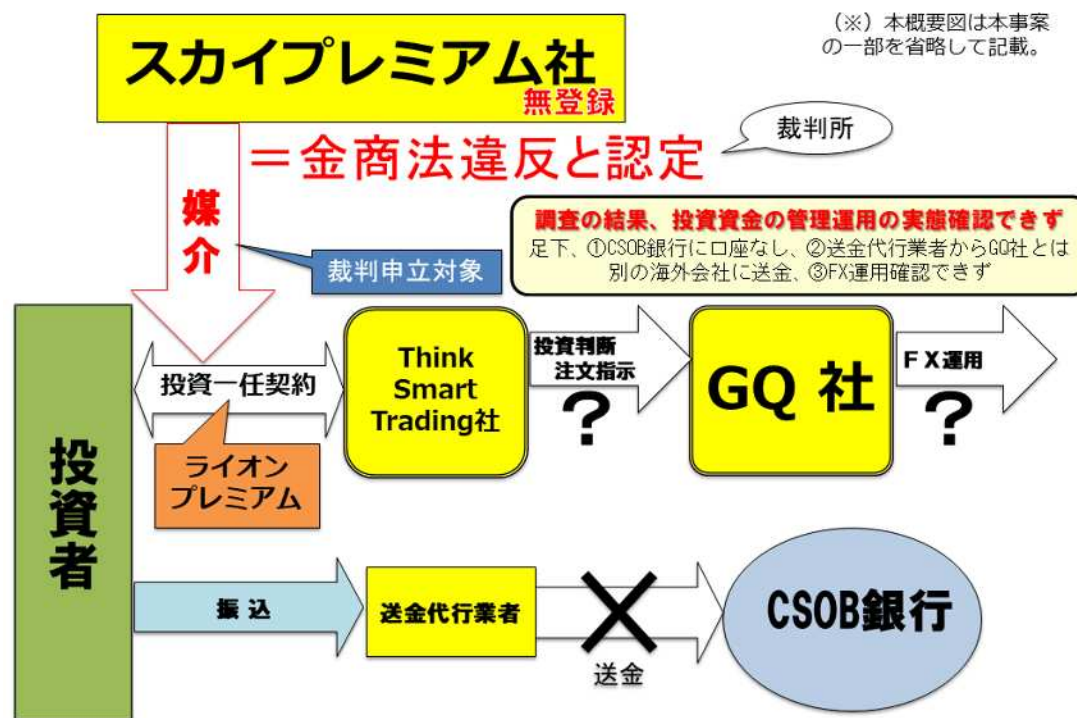 スカイプレミアム社
無登録
(※)本概要図は本事案
の一部を省略して記載。
=金商法違反と認定
裁判所
媒
介
裁判申立対象
調査の結果、投資資金の管理運用の実態確認できず
足下、①CSOB銀行に口座なし、②送金代行業者からGQ社とは
別の海外会社に送金、③FX運用確認できず
投資者
投資一任契約
ライオン
プレミアム
Think
Smart
Trading社
投資判断
注文指示
?
GQ 社
FX運用
?
振込
送金代行業者
送金
CSOB銀行